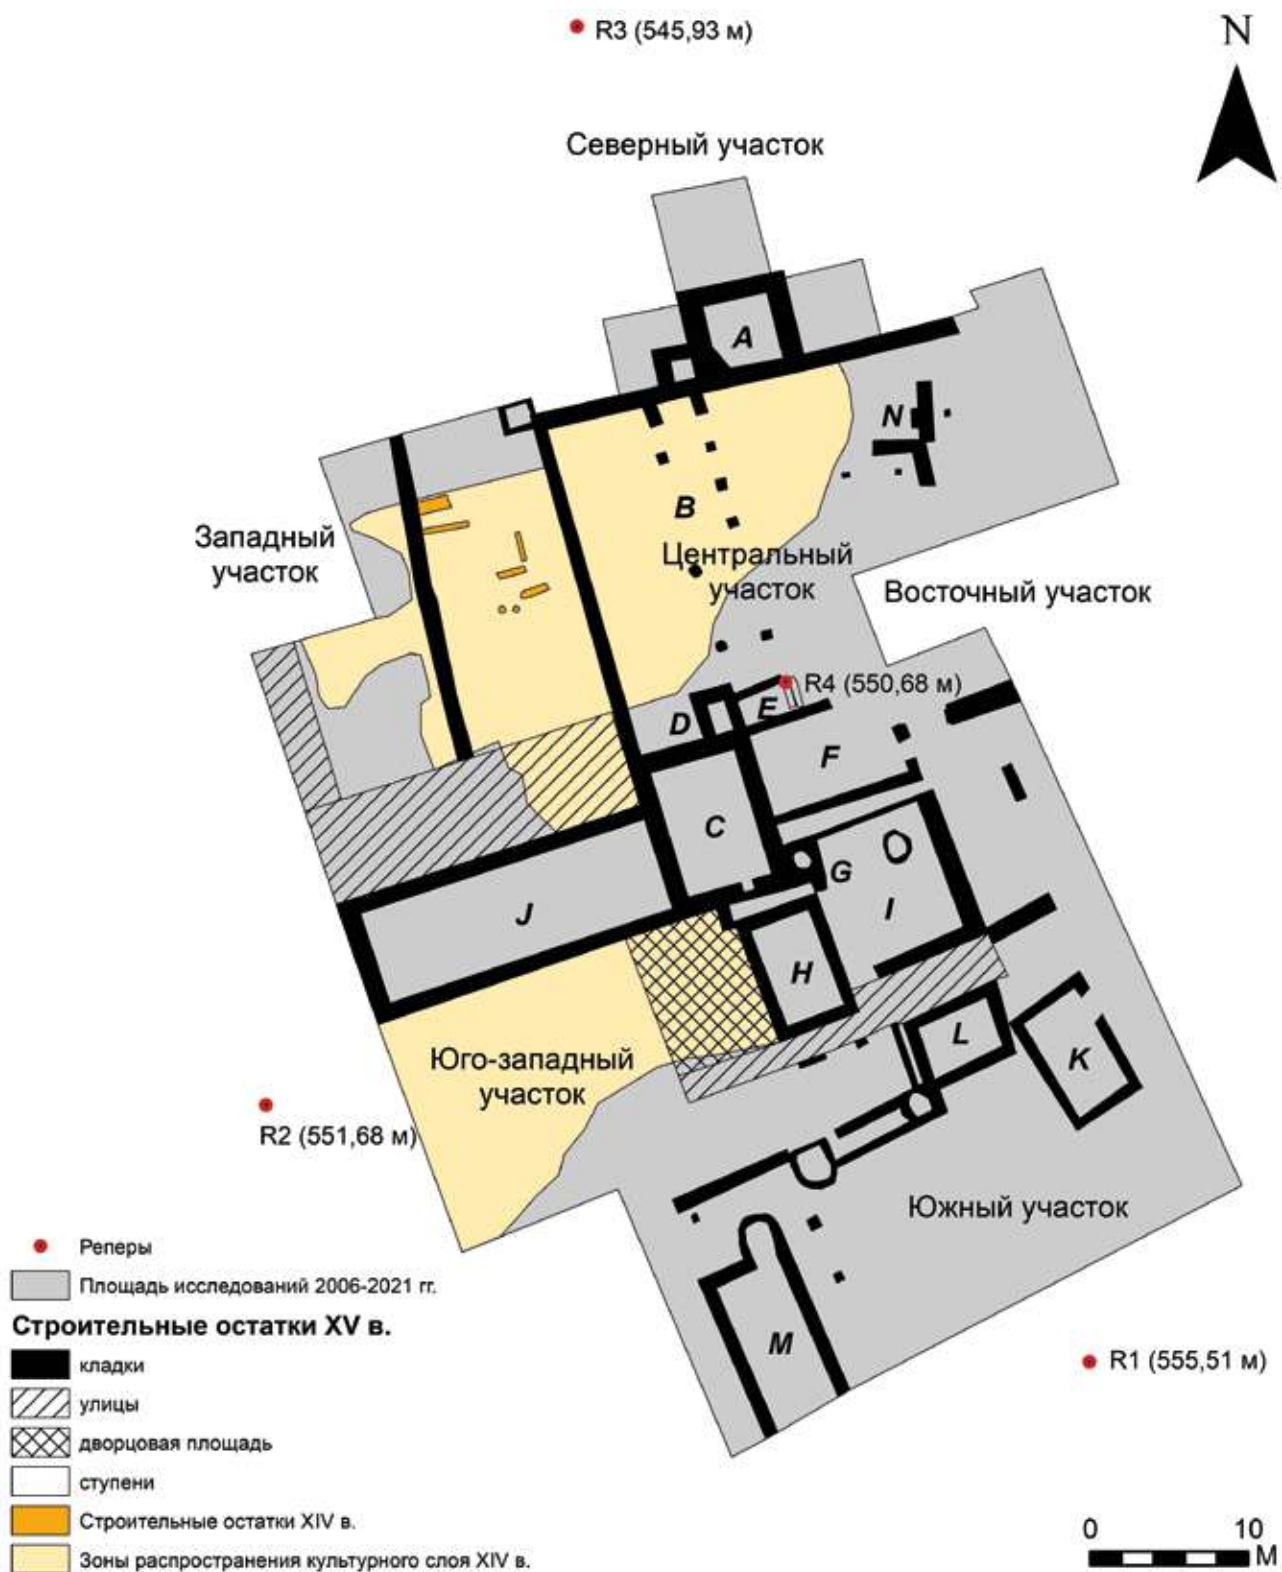 R3 (545,93 м)
N
Северный участок
A
N
B
Западный
участок
Центральный
участок
Восточный участок
R4 (550,68 м)
D
E
F
C
G
J
I
H
L
K
Юго-западный
участок
R2 (551,68 м)
Южный участок
M
R1 (555,51 м)
Реперы
Площадь исследований 2006-2021 гг.
Строительные остатки XV в.
кладки
улицы
дворцовая площадь
ступени
Строительные остатки XIV в.
Зоны распространения культурного слоя XIV в.
0 10
М